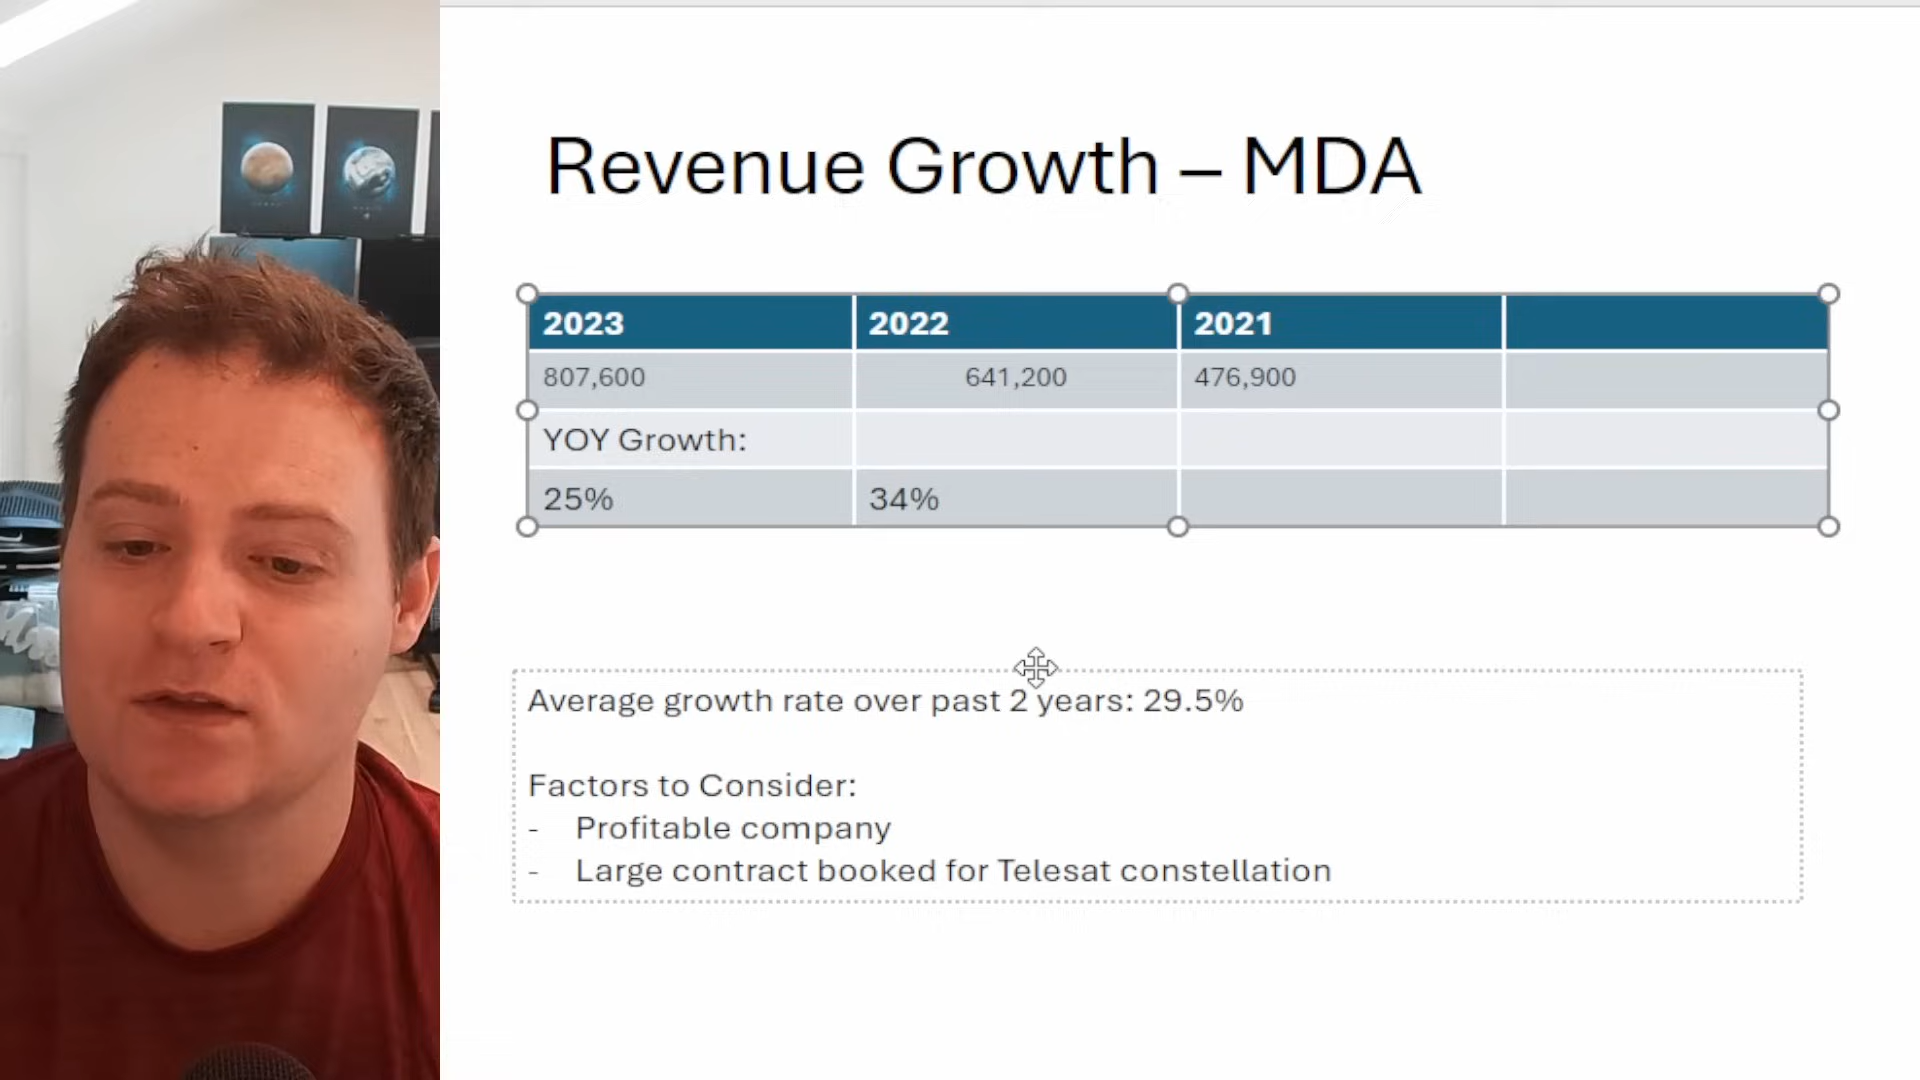 Revenue Growth – MDA
2023 2022 2021
807,600 641,200 476,900
YOY Growth:
25% 34%
Average growth rate over past 2 years: 29.5%
Factors to Consider:
- Profitable company
- Large contract booked for Telesat constellation